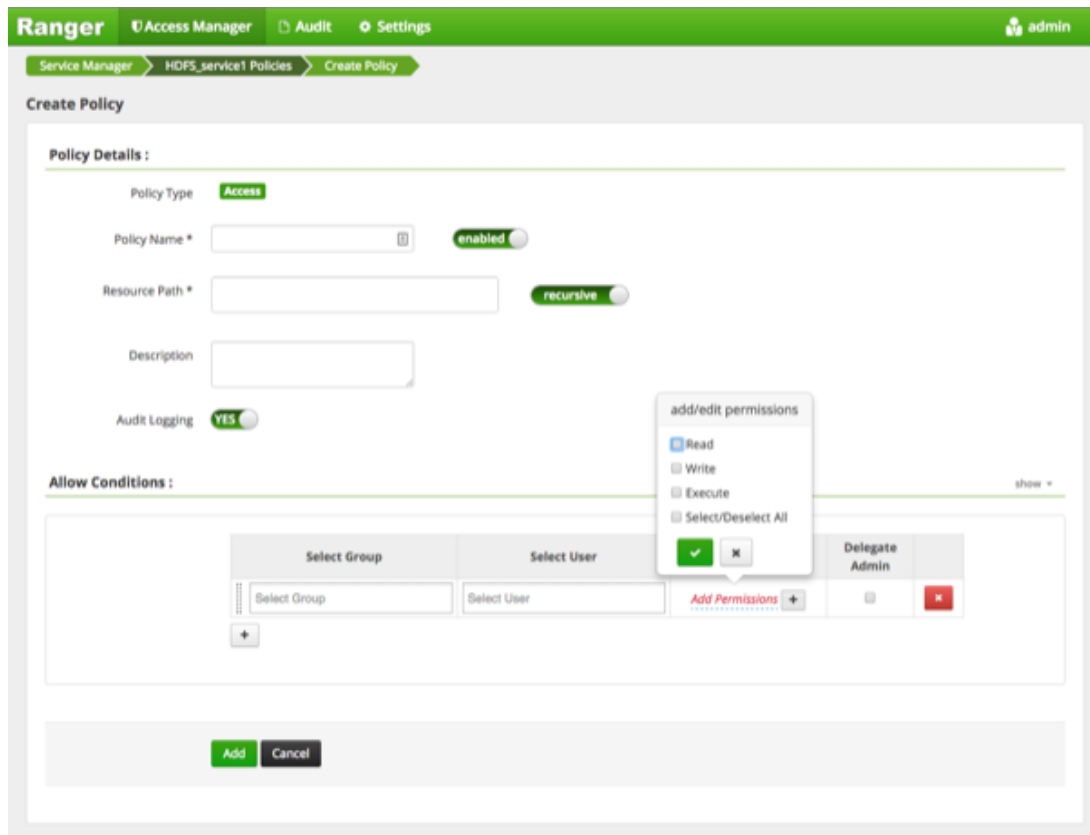 Ranger Access Manager Audit Settings admin
Service Manager HDFS_service1 Policies Create Policy
Create Policy
Policy Details :
Policy Type Access
Policy Name * enabled
Resource Path * recursive
Description
Audit Logging YES
add/edit permissions
Read
Write
Execute
Select/Deselect All
Allow Conditions : show
Select Group Select User Delegate
Admin
Select Group Select User Add Permissions +
+
Add Cancel